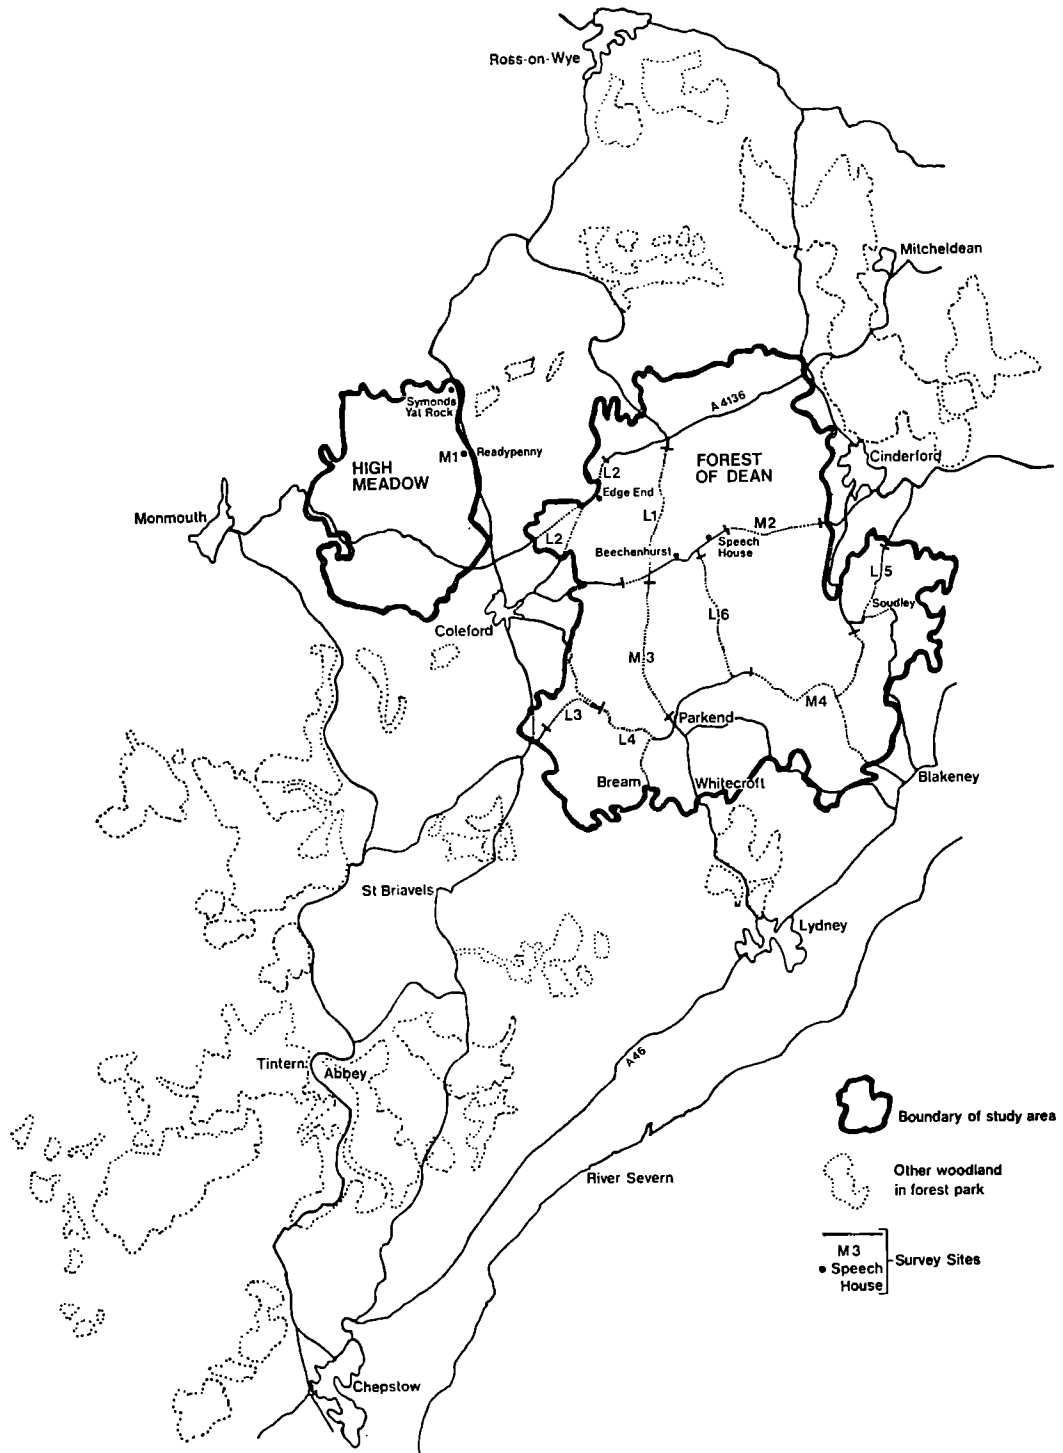 Ross-on-Wye
Mitcheldean
A 4136
Symonds
Yat Rock
M1
Readypenny
HIGH
MEADOW
FOREST
OF DEAN
Cinderford
L2
Edge End
Monmouth
L1
M2
L2
Beechenhurst
Speech
House
L5
Soudley
Coleford
L6
M3
M4
L3
Parkend
L4
Bream
Whitecroft
Blakeney
St Briavels
Lydney
A46
Tintern
Abbey
Boundary of study area
River Severn
Other woodland
in forest park
M3
Speech
House
Survey Sites
Chepstow